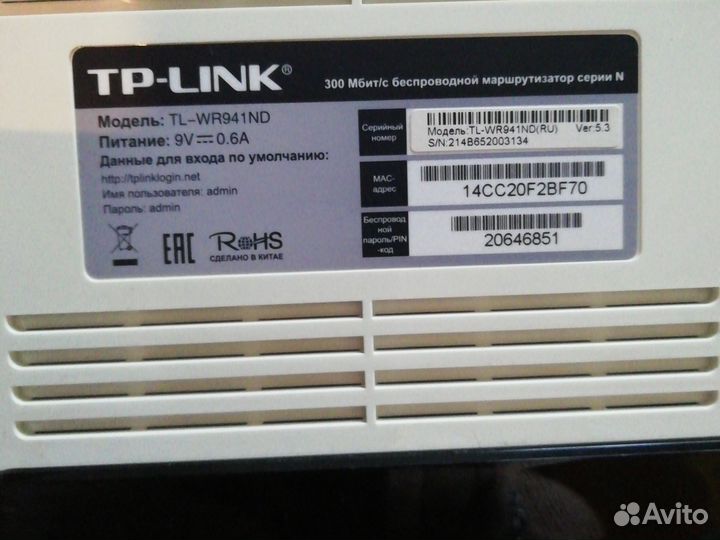 TP-LINK®
300 Мбит/с беспроводной маршрутизатор серии N
Модель: TL-WR941ND
Питание: 9V 0.6A
Данные для входа по умолчанию:
http://tplinklogin.net
Имя пользователя: admin
Пароль: admin
EAC
RoHS
СДЕЛАНО В КИТАЕ
Серийный
номер
Модель:TL-WR941ND(RU) Ver:5.3
S/N:214B652003134
MAC-
адрес
14CC20F2BF70
Беспровод
ной
пароль/PIN
-код
20646851
Avito